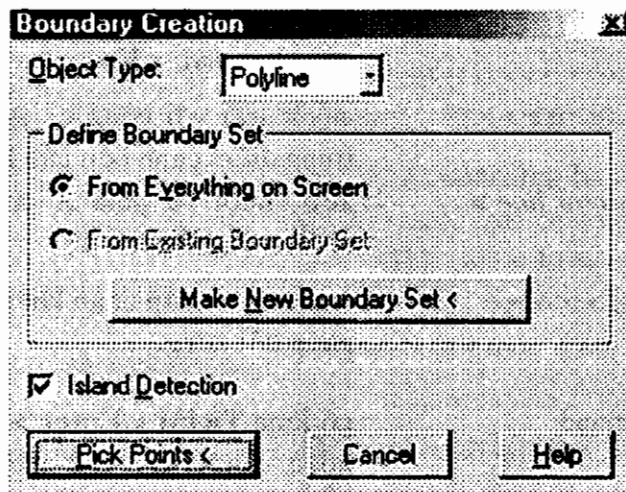 Boundary Creation
Object Type: Polyline
Define Boundary Set
From Everything on Screen
From Existing Boundary Set
Make New Boundary Set <
Island Detection
Pick Points < Cancel Help